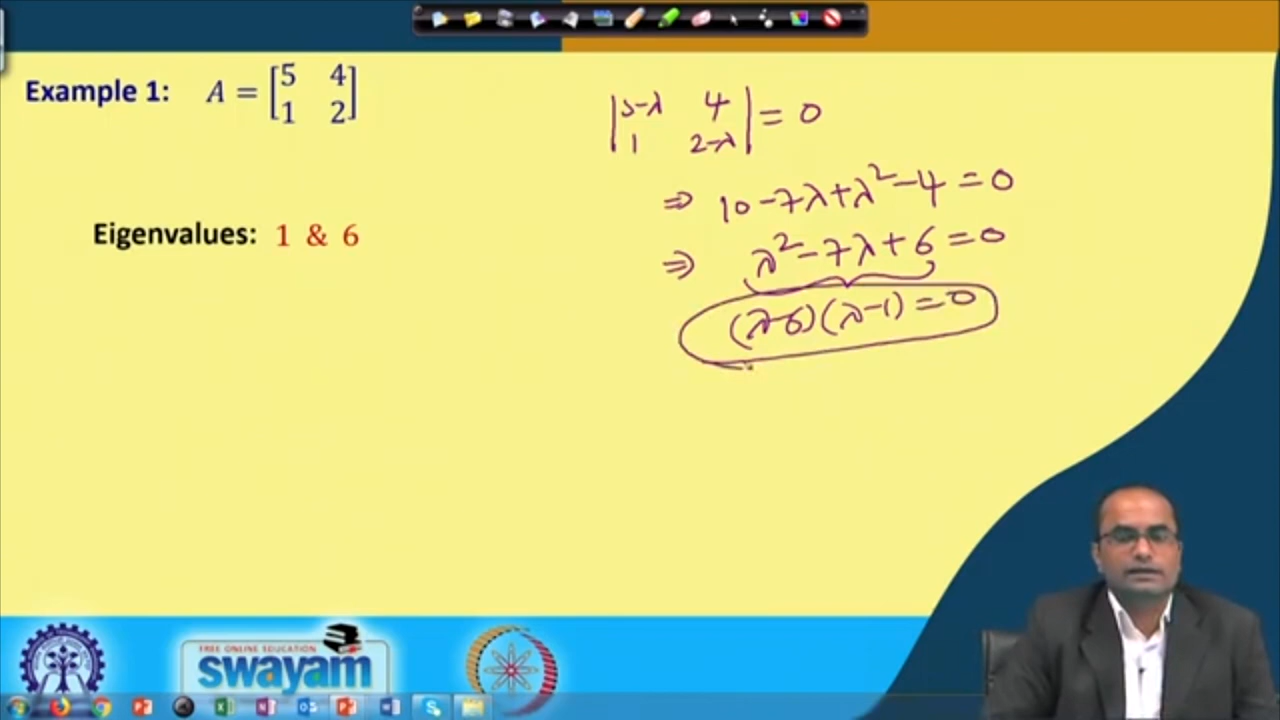 Example 1: A = [5 4
1 2]
Eigenvalues: 1 & 6
|5-λ 4
1 2-λ| = 0
⇒ 10-7λ+λ²-4=0
⇒ λ²-7λ+6=0
(λ-6)(λ-1)=0
FREE ONLINE EDUCATION
swayam